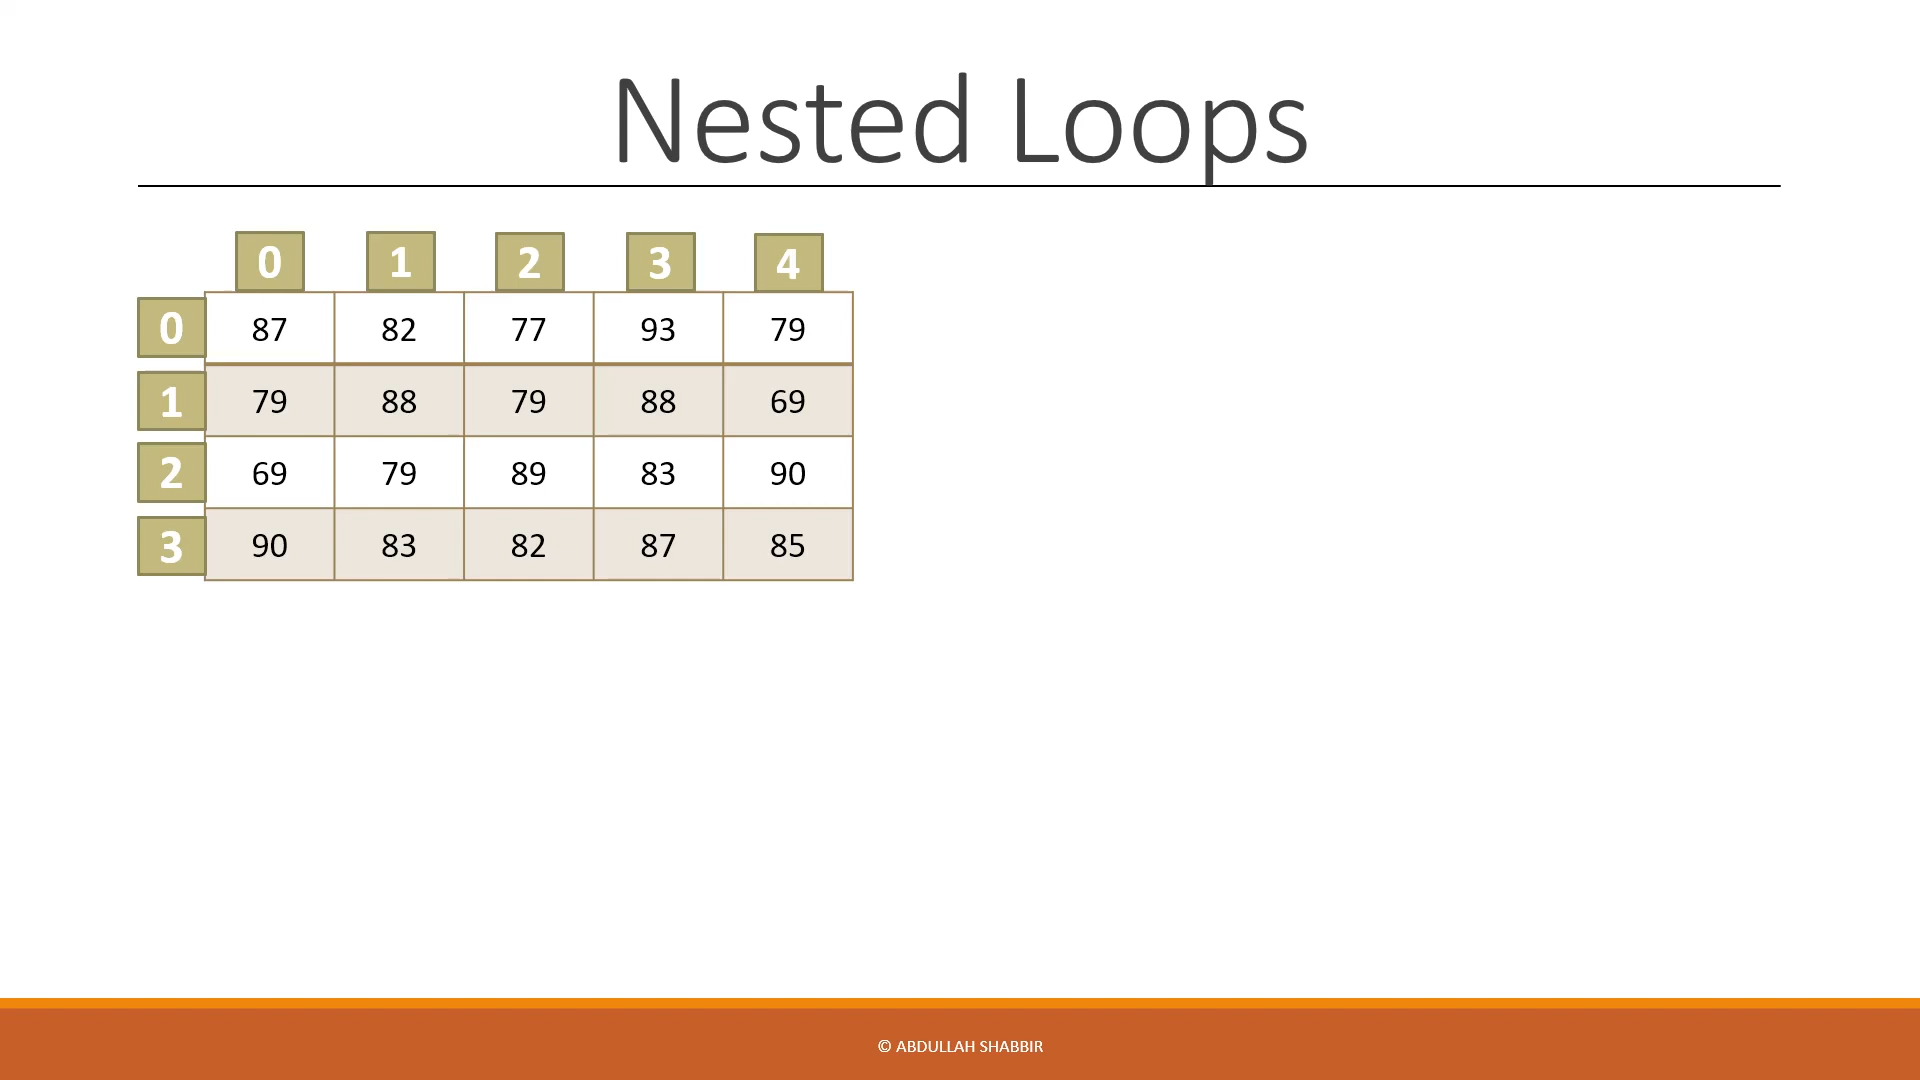 Nested Loops
0 1 2 3 4
0 87 82 77 93 79
1 79 88 79 88 69
2 69 79 89 83 90
3 90 83 82 87 85
© ABDULLAH SHABBIR